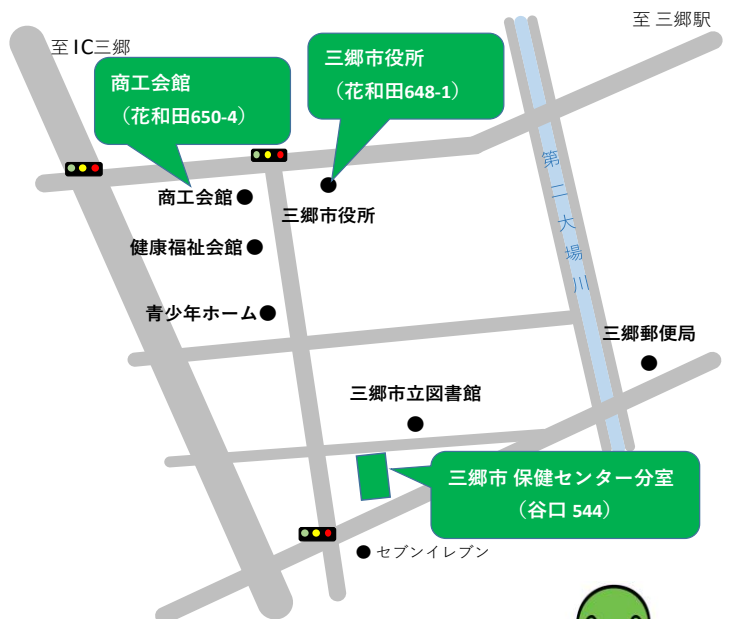 至 三郷駅
至 IC三郷
三郷市役所
（花和田648-1）
商工会館
（花和田650-4）
第二大場川
商工会館
三郷市役所
健康福祉会館
青少年ホーム
三郷郵便局
三郷市立図書館
三郷市 保健センター分室
（谷口 544）
セブンイレブン